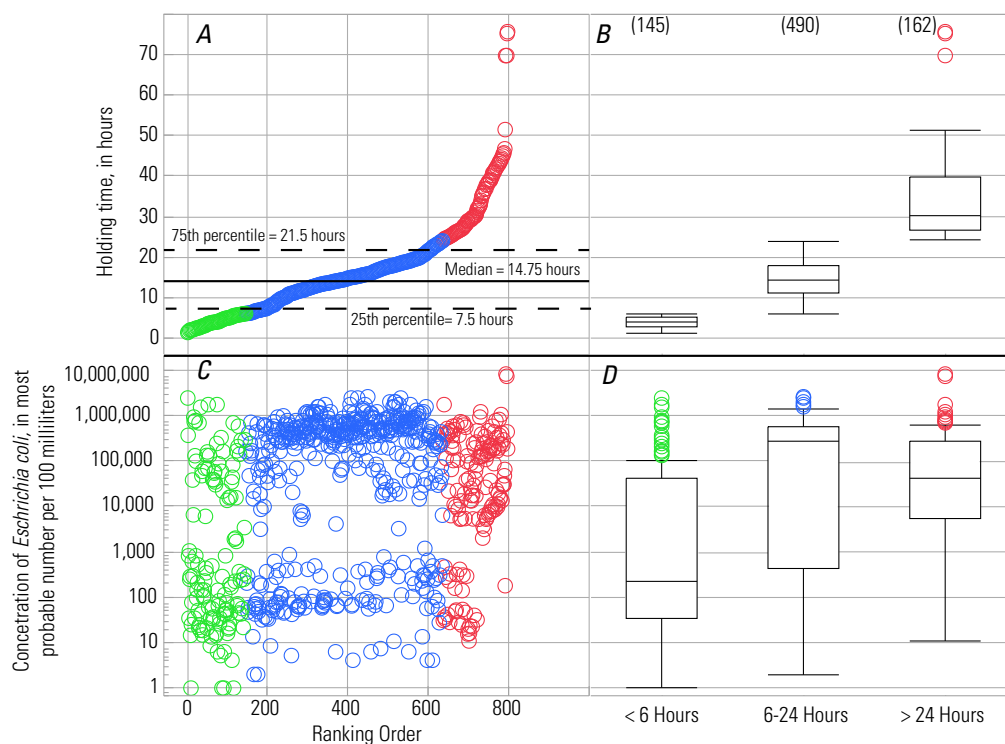 A
B
(145)
(490)
(162)
70
60
50
40
30
20
10
0
Holding time, in hours
75th percentile = 21.5 hours
Median = 14.75 hours
25th percentile= 7.5 hours
C
D
10,000,000
1,000,000
100,000
10,000
1,000
100
10
1
Concetration of Eschrichia coli, in most
probable number per 100 milliliters
0
200
400
600
800
Ranking Order
< 6 Hours
6-24 Hours
> 24 Hours